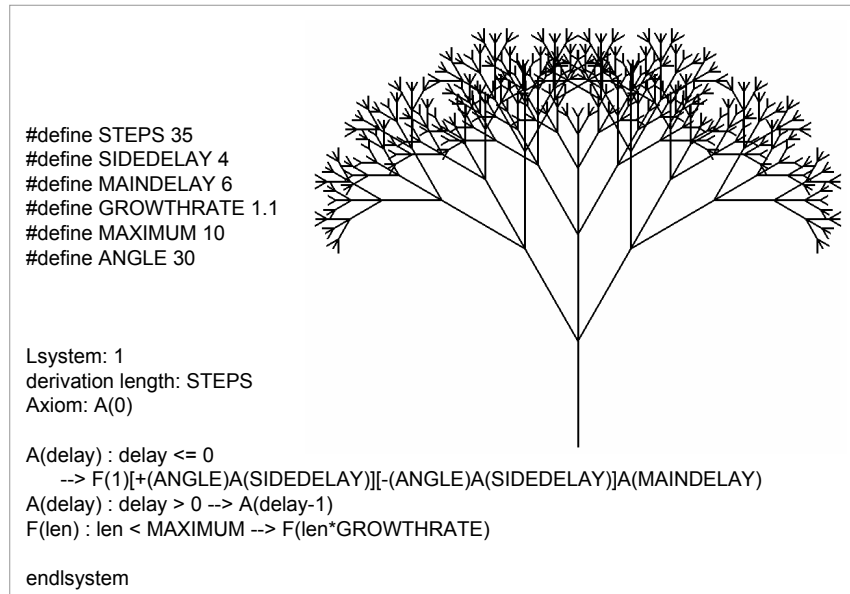 #define STEPS 35
#define SIDEDELAY 4
#define MAINDELAY 6
#define GROWTHRATE 1.1
#define MAXIMUM 10
#define ANGLE 30
Lsystem: 1
derivation length: STEPS
Axiom: A(0)
A(delay) : delay <= 0
--> F(1)[+(ANGLE)A(SIDEDELAY)][-(ANGLE)A(SIDEDELAY)]A(MAINDELAY)
A(delay) : delay > 0 --> A(delay-1)
F(len) : len < MAXIMUM --> F(len*GROWTHRATE)
endlsystem